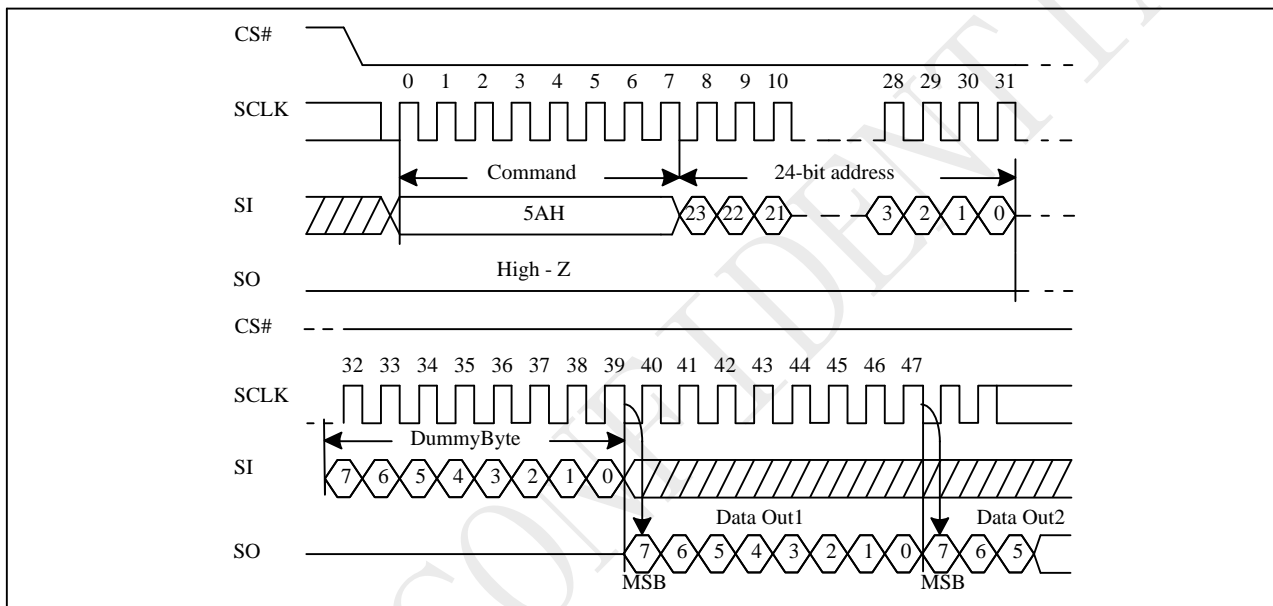 CS#
0 1 2 3 4 5 6 7 8 9 10 28 29 30 31
SCLK
Command 24-bit address
SI 5AH 23 22 21 3 2 1 0
High - Z
SO
CS#
32 33 34 35 36 37 38 39 40 41 42 43 44 45 46 47
SCLK
DummyByte
SI 7 6 5 4 3 2 1 0
Data Out1 Data Out2
SO 7 6 5 4 3 2 1 0 7 6 5
MSB MSB